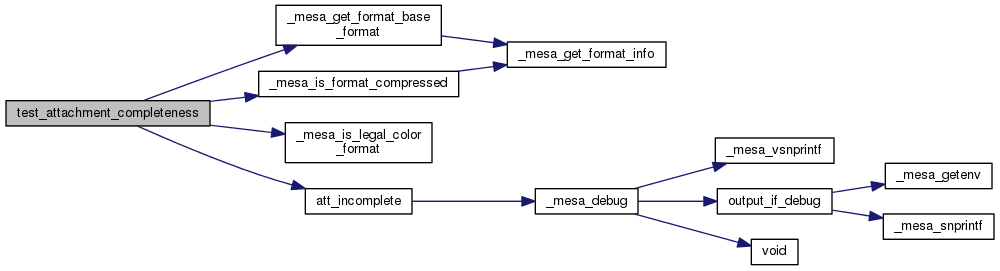 _mesa_get_format_base
_format
_mesa_get_format_info
_mesa_is_format_compressed
test_attachment_completeness
_mesa_is_legal_color
_format
_mesa_vsnprintf
_mesa_getenv
att_incomplete
_mesa_debug
output_if_debug
_mesa_snprintf
void